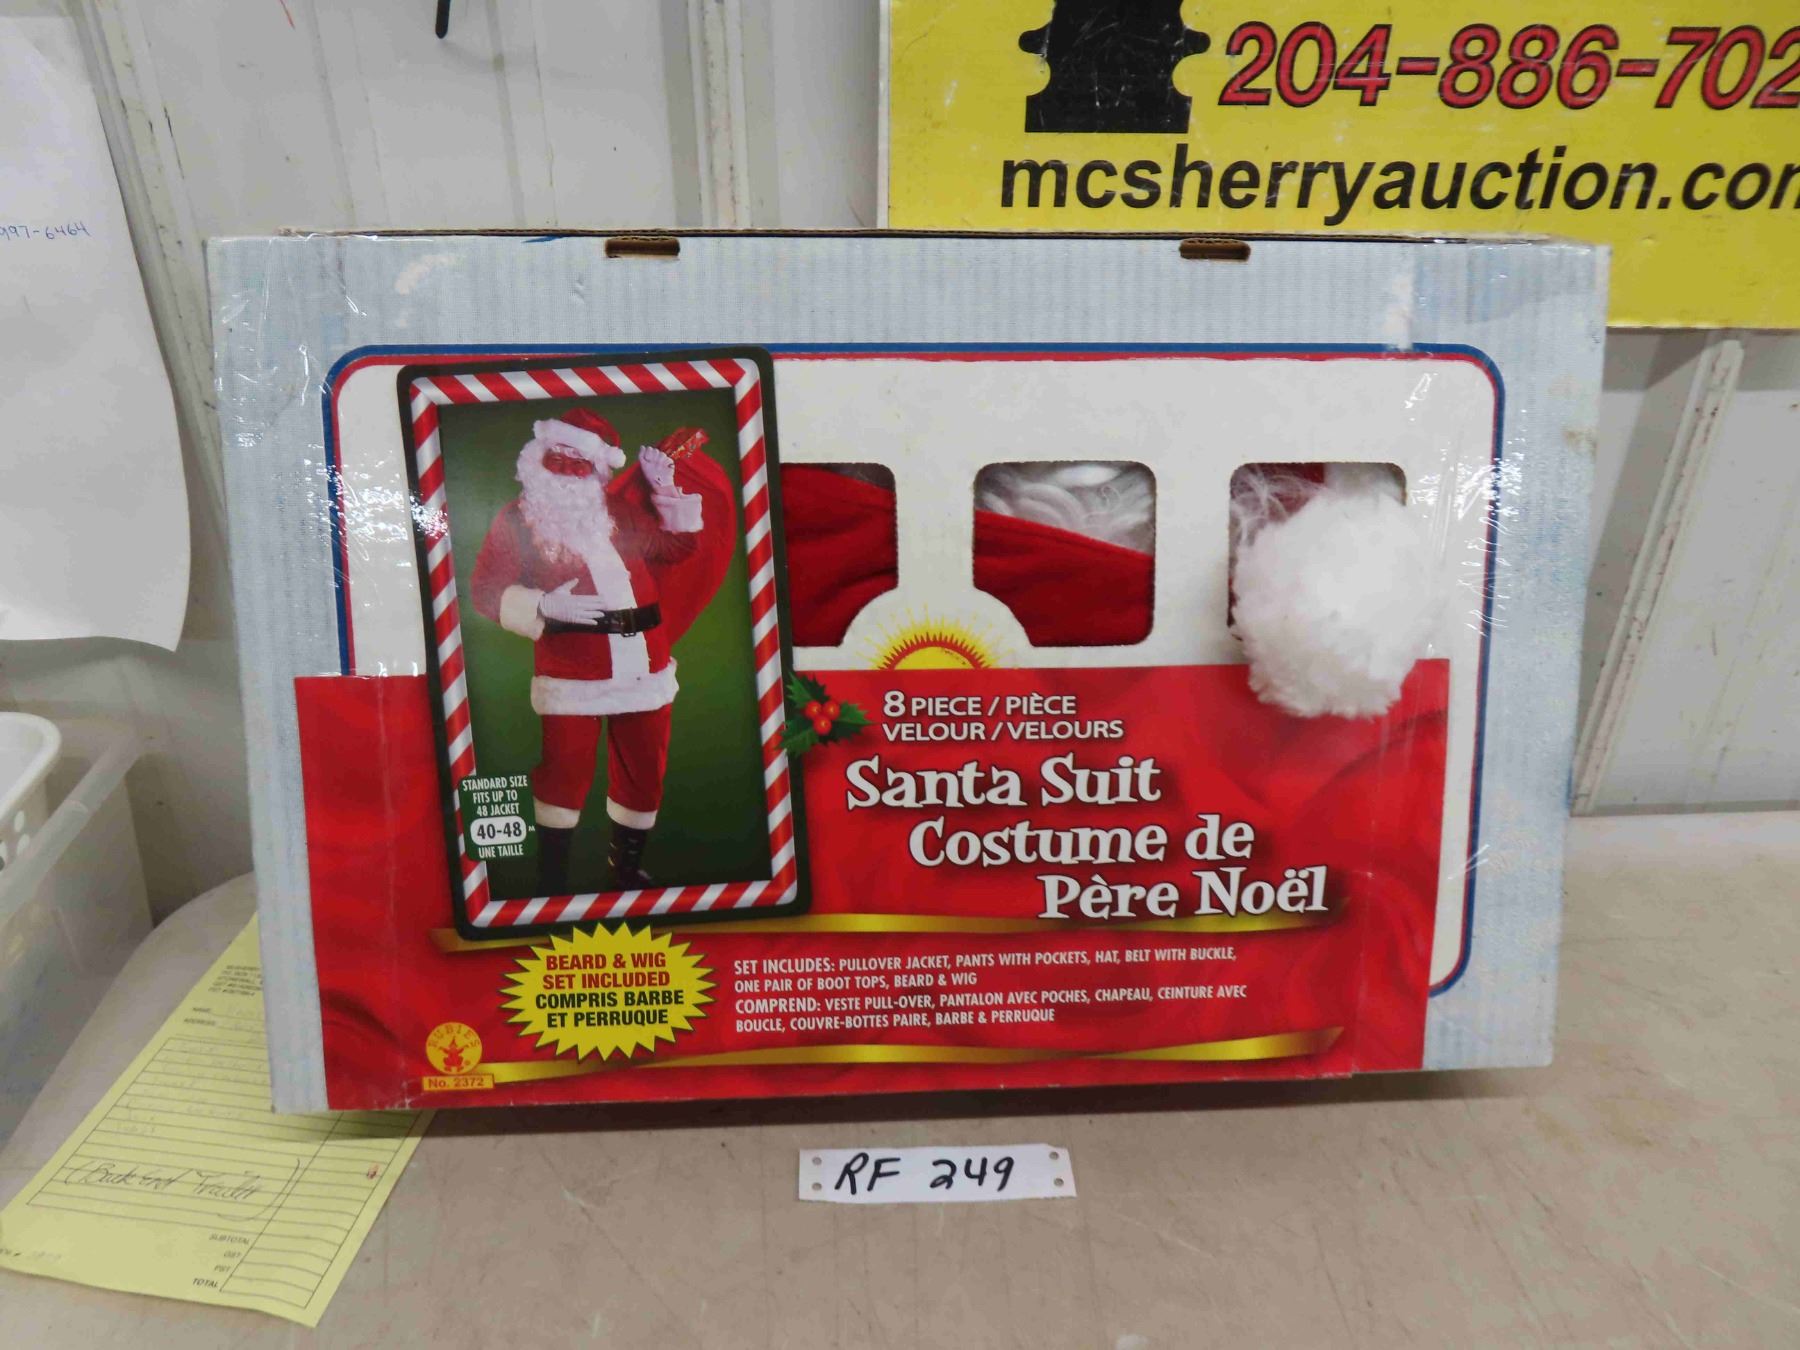 204-886-702
mcsherryauction.com
997-6464
STANDARD SIZE
FITS UP TO
48 JACKET
40-48
UNE TAILLE
8 PIECE / PIÈCE
VELOUR / VELOURS
Santa Suit
Costume de
Père Noël
BEARD & WIG
SET INCLUDED
COMPRIS BARBE
ET PERRUQUE
SET INCLUDES: PULLOVER JACKET, PANTS WITH POCKETS, HAT, BELT WITH BUCKLE,
ONE PAIR OF BOOT TOPS, BEARD & WIG
COMPREND: VESTE PULL-OVER, PANTALON AVEC POCHES, CHAPEAU, CEINTURE AVEC
BOUCLE, COUVRE-BOTTES PAIRE, BARBE & PERRUQUE
RUBIES
No. 2372
RF 249
SUBTOTAL
GST
PST
TOTAL